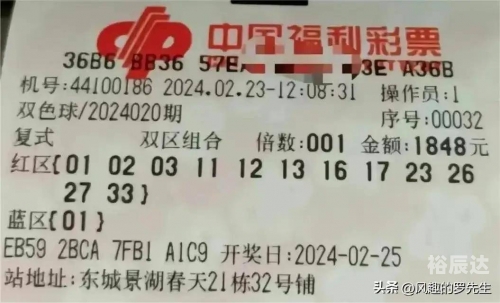 中国福利彩票
36B6 BB36 57E 3E A36B
机号:44100186 2024.02.23-12:08:31 操作员:1
双色球/2024020期 序号:00032
复式 双区组合 倍数:001 金额:1848元
红区{01 02 03 11 12 13 16 17 23 26
27 33}
蓝区{01}
EB59 2BCA 7FB1 A1C9 开奖日:2024-02-25
站地址:东城景湖春天21栋32号铺
裕辰达
头条 @风趣的罗先生